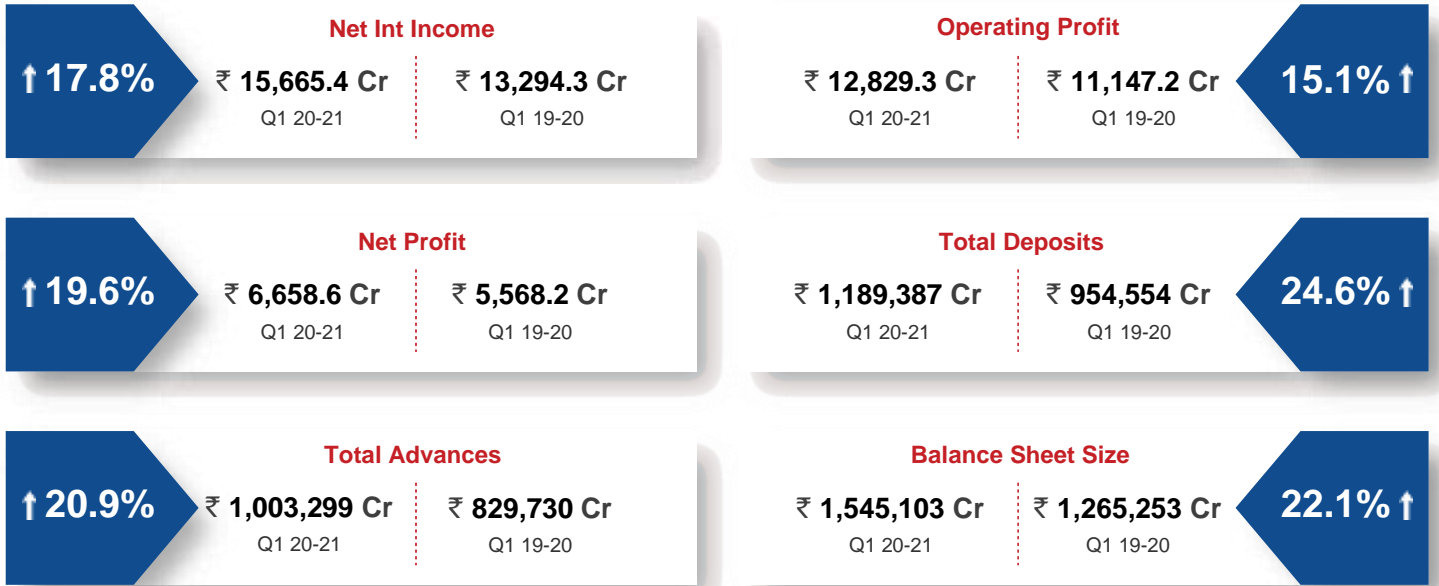 ↑ 17.8%
Net Int Income
₹ 15,665.4 Cr
Q1 20-21
₹ 13,294.3 Cr
Q1 19-20
Operating Profit
₹ 12,829.3 Cr
Q1 20-21
₹ 11,147.2 Cr
Q1 19-20
15.1% ↑
↑ 19.6%
Net Profit
₹ 6,658.6 Cr
Q1 20-21
₹ 5,568.2 Cr
Q1 19-20
Total Deposits
₹ 1,189,387 Cr
Q1 20-21
₹ 954,554 Cr
Q1 19-20
24.6% ↑
↑ 20.9%
Total Advances
₹ 1,003,299 Cr
Q1 20-21
₹ 829,730 Cr
Q1 19-20
Balance Sheet Size
₹ 1,545,103 Cr
Q1 20-21
₹ 1,265,253 Cr
Q1 19-20
22.1% ↑